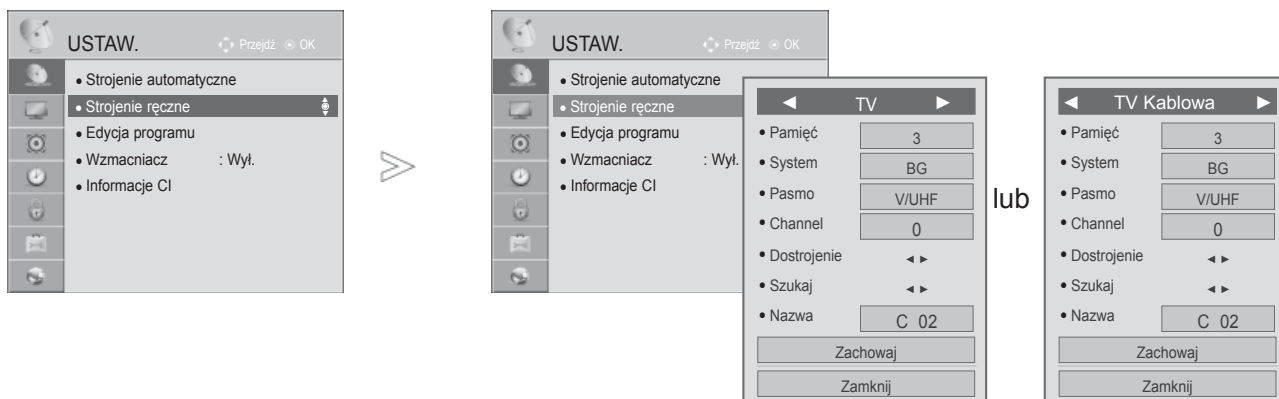 USTAW.
Przejdź OK
• Strojenie automatyczne
• Strojenie ręczne
• Edycja programu
• Wzmacniacz : Wył.
• Informacje CI
USTAW.
Przejdź OK
• Strojenie automatyczne
• Strojenie ręczne
• Edycja programu
• Wzmacniacz : Wył.
• Informacje CI
◄ TV ►
• Pamięć 3
• System BG
• Pasmo V/UHF
• Channel 0
• Dostrojenie ◄ ►
• Szukaj ◄ ►
• Nazwa C 02
Zachowaj
Zamknij
lub
◄ TV Kablowa ►
• Pamięć 3
• System BG
• Pasmo V/UHF
• Channel 0
• Dostrojenie ◄ ►
• Szukaj ◄ ►
• Nazwa C 02
Zachowaj
Zamknij